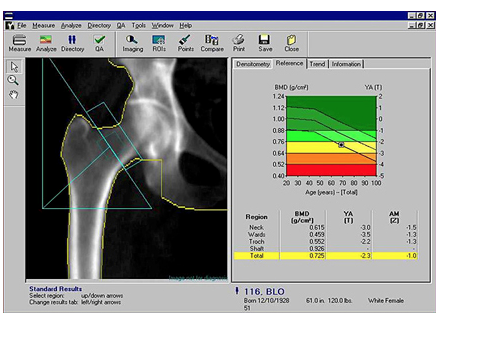 File Measure Analyze Directory QA Tools Window Help
Measure Analyze Directory QA Imaging ROIs Points Compare Print Save Close
Densitometry Reference Trend Information
BMD (g/cm²) YA (T)
1.24 2
1.12 1
1.00 0
0.88 -1
0.76 -2
0.64 -3
0.52 -4
0.40 -5
20 30 40 50 60 70 80 90 100
Age (years) - [Total]
Region BMD (g/cm²) YA (T) AM (Z)
Neck 0.615 -3.0 -1.5
Wards 0.459 -3.5 -1.3
Troch 0.552 -2.2 -1.3
Shaft 0.926 - -
Total 0.725 -2.3 -1.0
Image not for diagnosis
Standard Results
Select region: up/down arrows
Change results tab: left/right arrows
116, BLO
Born 12/10/1928 61.0 in. 120.0 lbs. White Female
51